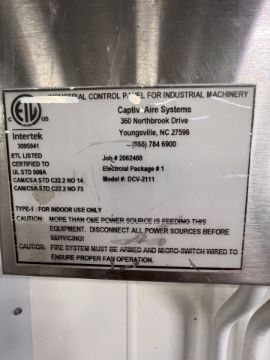 INDUSTRIAL CONTROL PANEL FOR INDUSTRIAL MACHINERY
ETL
C US
Intertek
3095941
ETL LISTED
CERTIFIED TO
UL STD 508A
CAN/CSA STD C22.2 NO 14
CAN/CSA STD C22.2 NO 73
Captive Aire Systems
360 Northbrook Drive
Youngsville, NC 27596
(866) 784 6900
Job # 2062468
Electrical Package # 1
Model #: DCV-2111
TYPE-1 : FOR INDOOR USE ONLY
CAUTION: MORE THAN ONE POWER SOURCE IS FEEDING THIS
EQUIPMENT. DISCONNECT ALL POWER SOURCES BEFORE
SERVICING!
CAUTION: FIRE SYSTEM MUST BE ARMED AND MICRO-SWITCH WIRED TO
ENSURE PROPER FAN OPERATION.